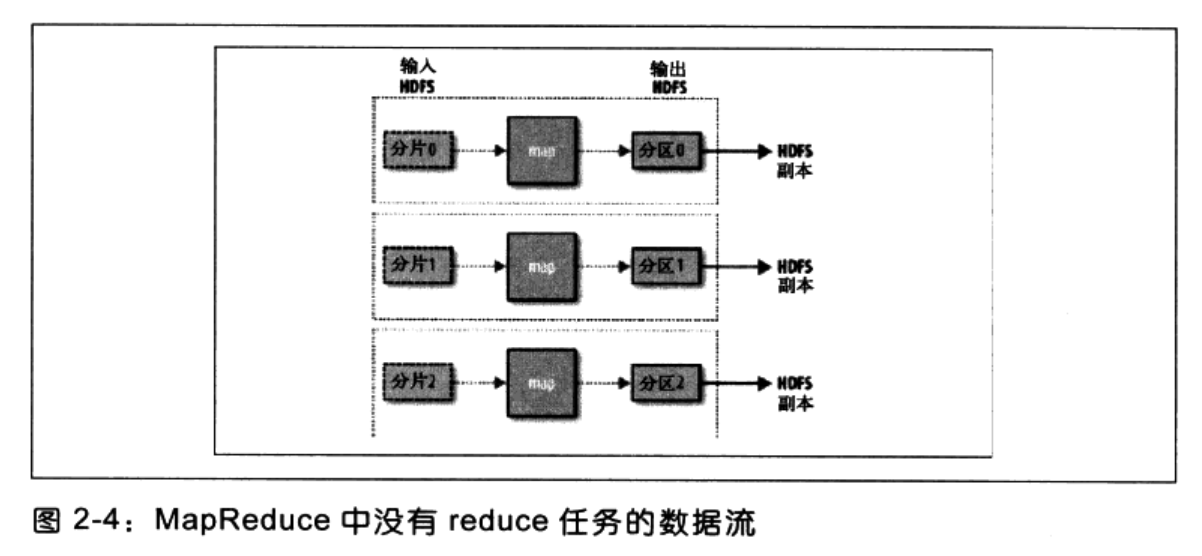 输入
HDFS
输出
HDFS
分片0
map
分区0
HDFS
副本
分片1
map
分区1
HDFS
副本
分片2
map
分区2
HDFS
副本
图 2-4：MapReduce 中没有 reduce 任务的数据流